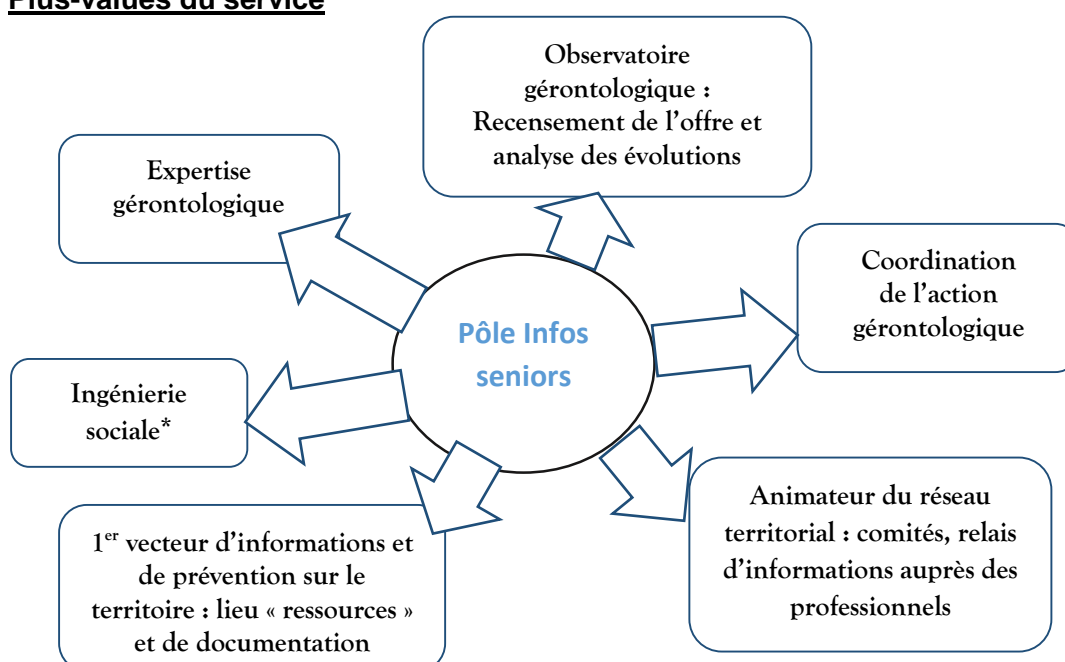 Plus-values du service
Observatoire
gérontologique :
Recensement de l'offre et
analyse des évolutions
Expertise
gérontologique
Coordination
de l'action
gérontologique
Pôle Infos
seniors
Ingénierie
sociale*
Animateur du réseau
territorial : comités, relais
d'informations auprès des
professionnels
1er vecteur d'informations et
de prévention sur le
territoire : lieu « ressources »
et de documentation